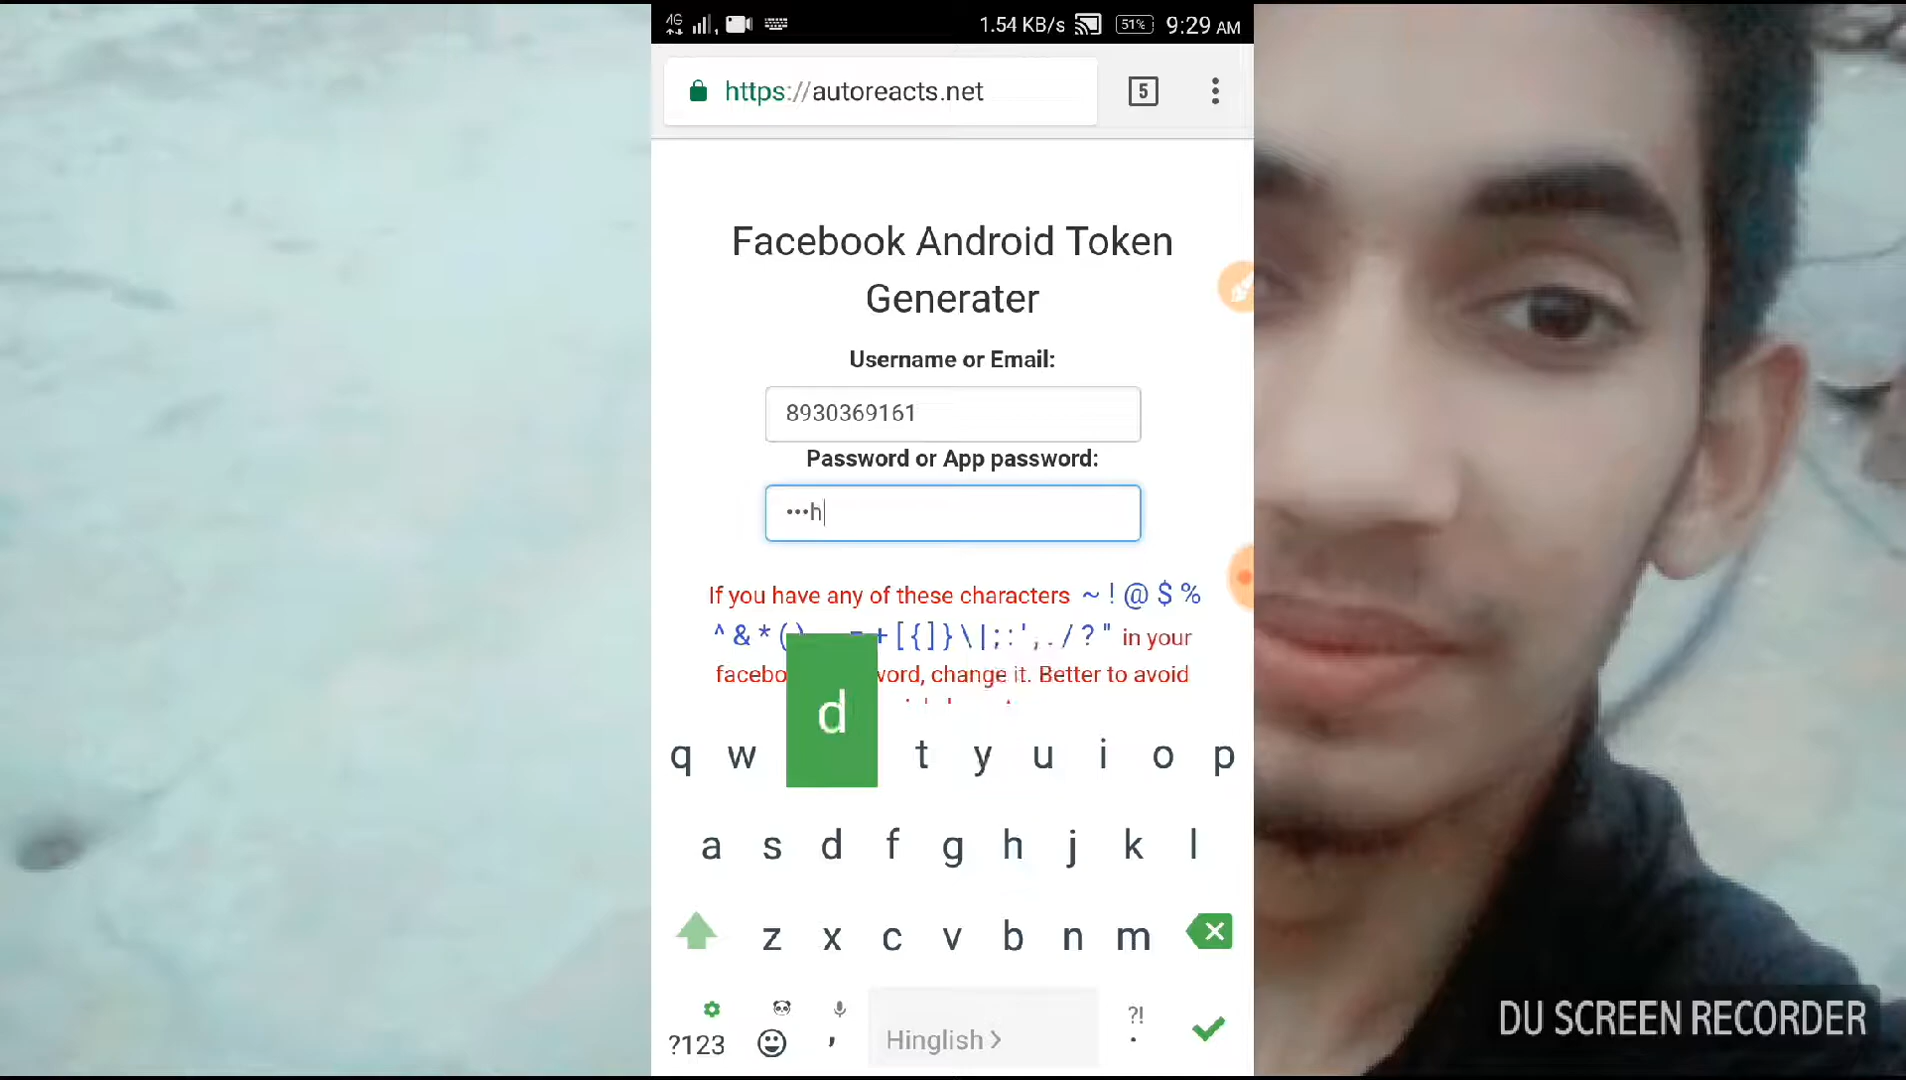 4G 1.54 KB/s 51% 9:29 AM
https://autoreacts.net 5
Facebook Android Token
Generater
Username or Email:
8930369161
Password or App password:
•••h
If you have any of these characters ~ ! @ $ %
^ & * ( ) = + [ { ] } \ | ; : ' , . / ? " in your
change it. Better to avoid
d
q w t y u i o p
a s d f g h j k l
z x c v b n m
?123 , Hinglish > ?! .
DU SCREEN RECORDER